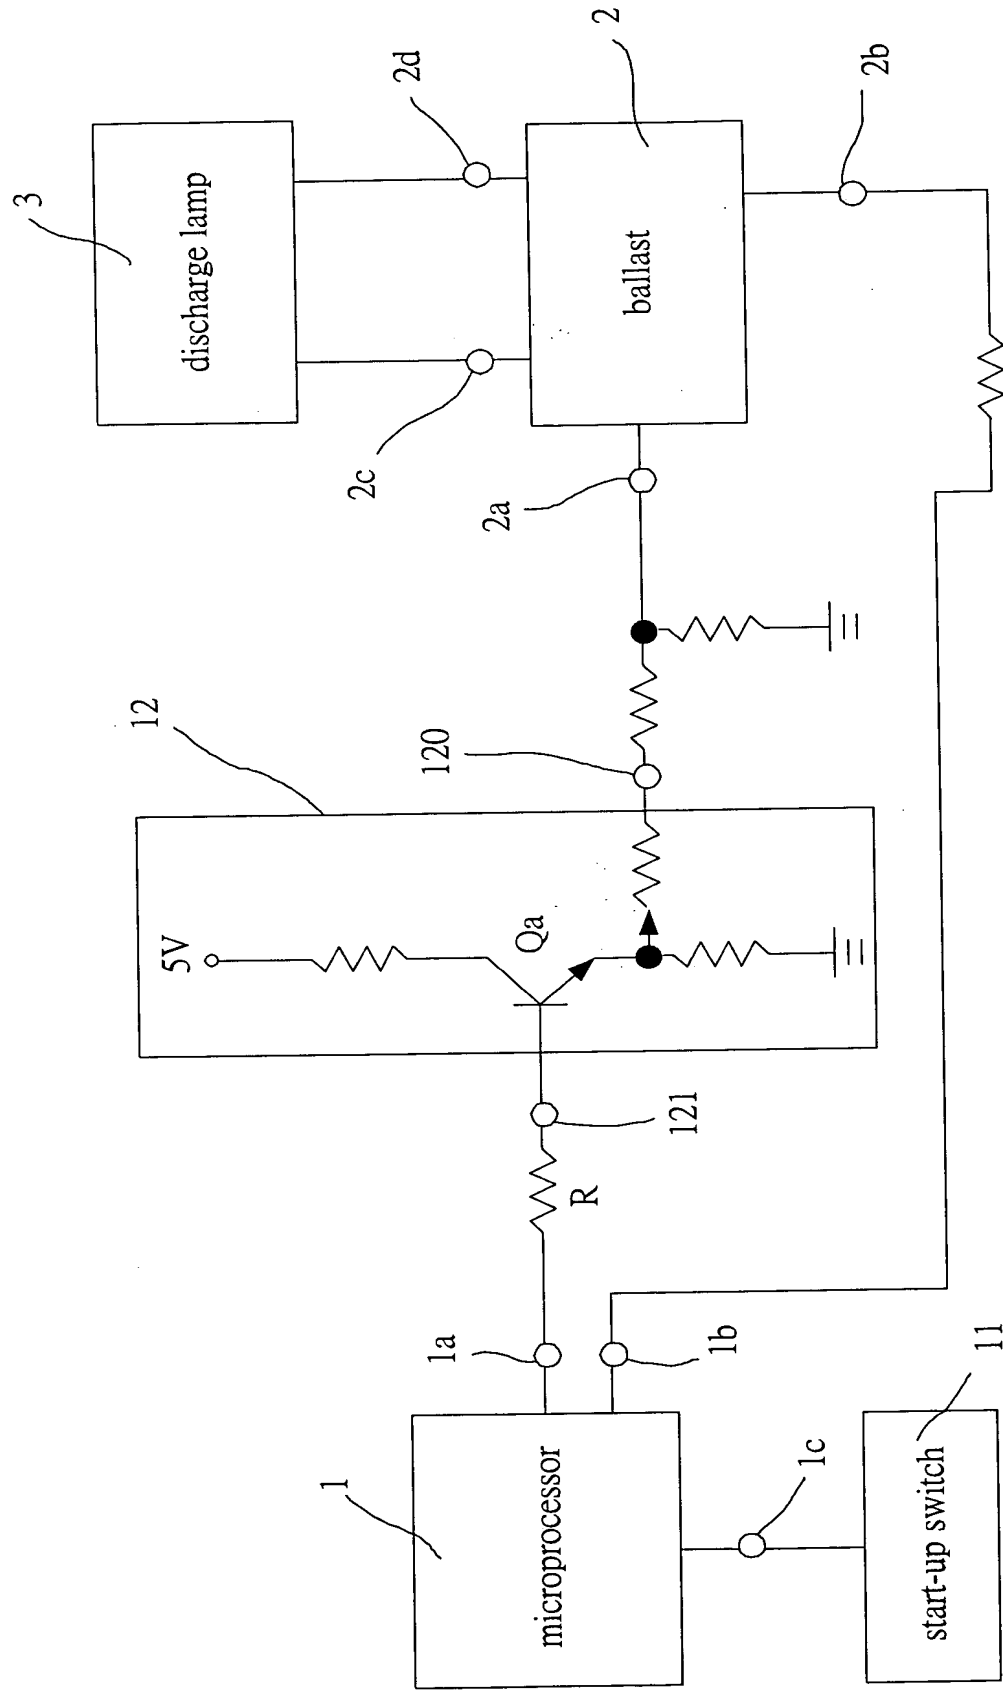 3
discharge lamp
2d
2c
2
ballast
2b
2a
12
120
5V
Qa
121
R
1a
1b
1
microprocessor
1c
11
start-up switch